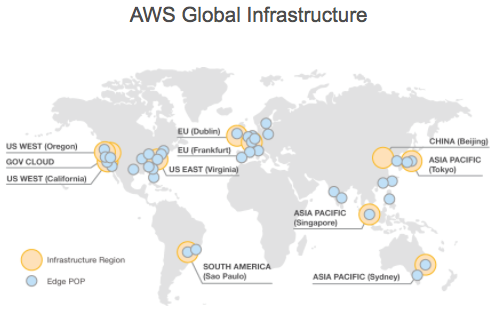 AWS Global Infrastructure
US WEST (Oregon)
GOV CLOUD
US WEST (California)
EU (Dublin)
EU (Frankfurt)
US EAST (Virginia)
CHINA (Beijing)
ASIA PACIFIC
(Tokyo)
ASIA PACIFIC
(Singapore)
SOUTH AMERICA
(Sao Paulo)
ASIA PACIFIC (Sydney)
Infrastructure Region
Edge POP